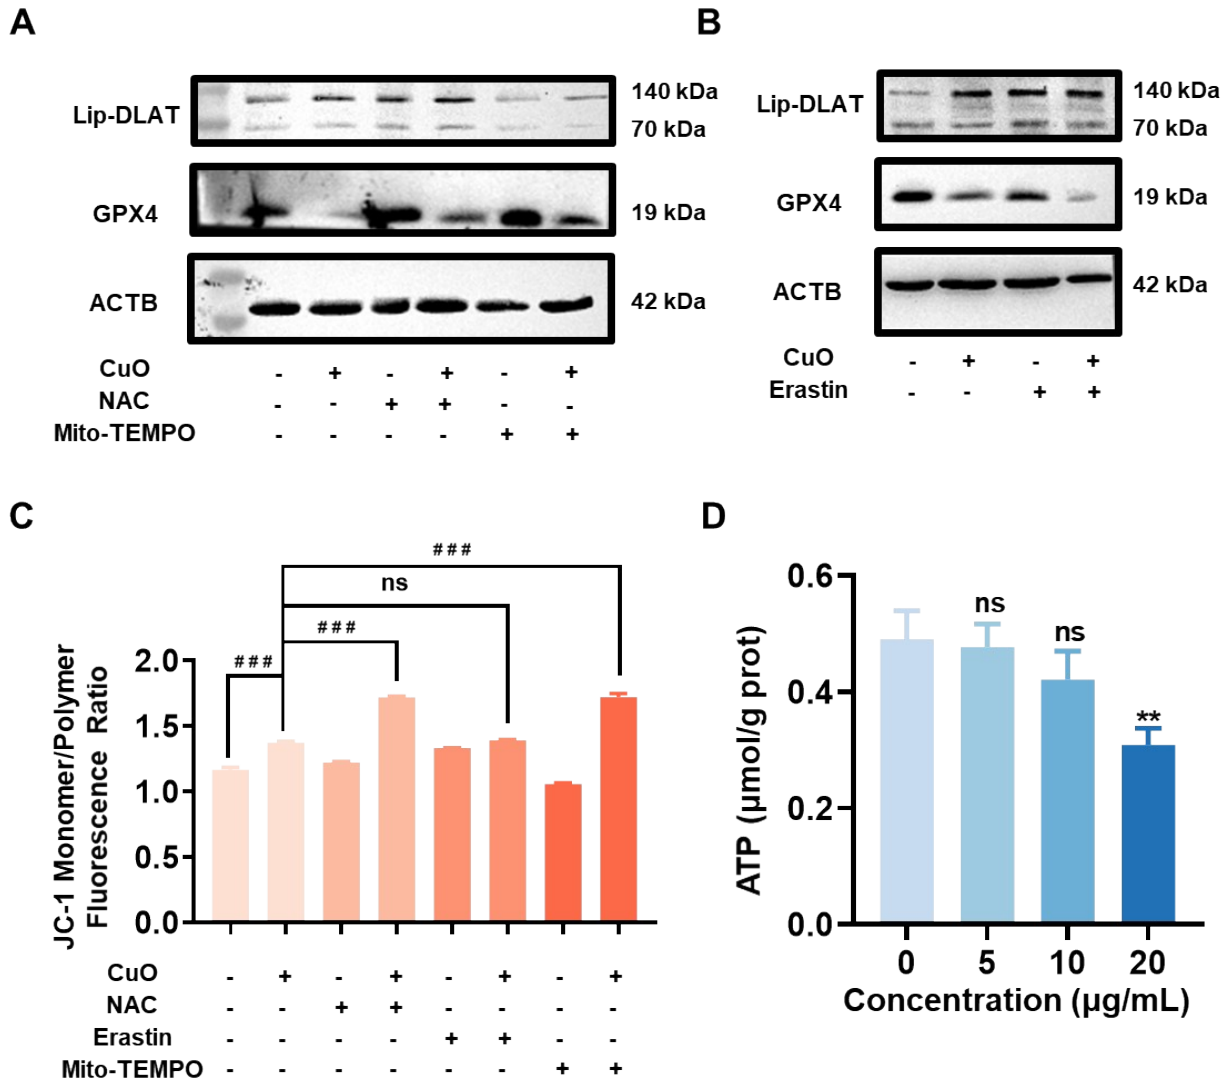 A
Lip-DLAT
140 kDa
70 kDa
GPX4
19 kDa
ACTB
42 kDa
CuO - + - + - +
NAC - - + + - -
Mito-TEMPO - - - - + +
B
Lip-DLAT
140 kDa
70 kDa
GPX4
19 kDa
ACTB
42 kDa
CuO - + - +
Erastin - - + +
C
###
ns
###
###
JC-1 Monomer/Polymer
Fluorescence Ratio
2.0
1.5
1.0
0.5
0.0
CuO - + - + - + - +
NAC - - + + - - - -
Erastin - - - - + + - -
Mito-TEMPO - - - - - - + +
D
ATP (μmol/g prot)
0.6
0.4
0.2
0.0
ns
ns
**
0 5 10 20
Concentration (μg/mL)